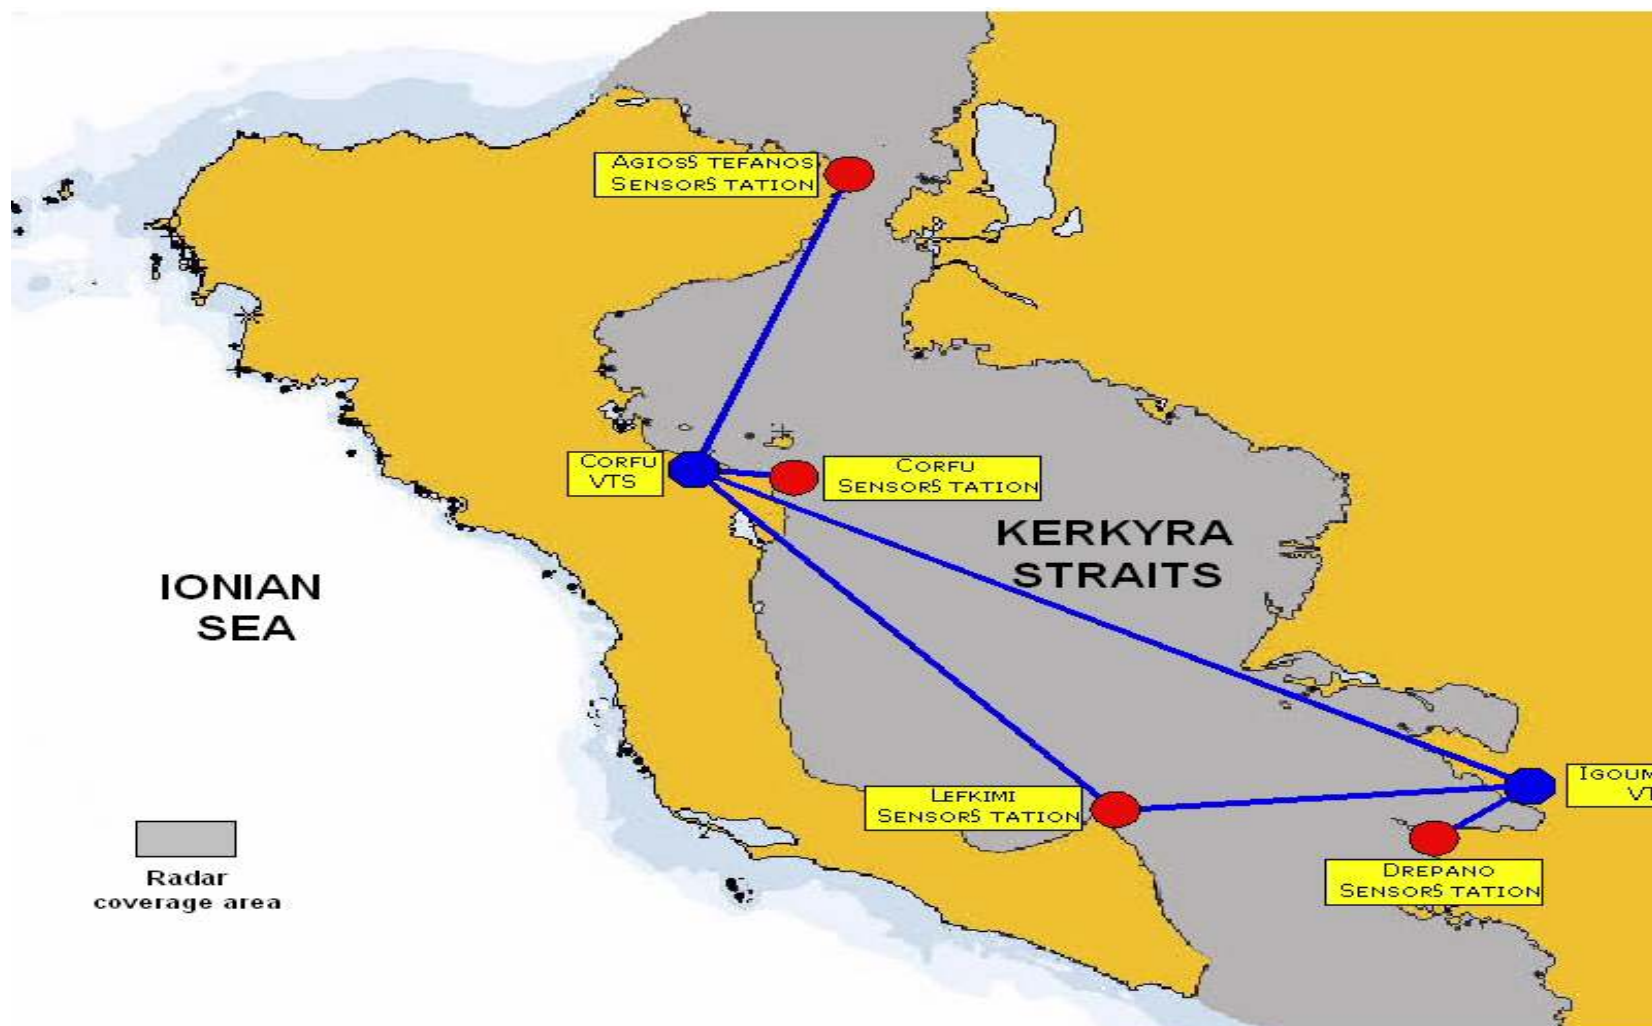 AGIOSS TEFANOS
SENSORS TATION
CORFU
VTS
CORFU
SENSORS TATION
KERKYRA
STRAITS
IONIAN
SEA
IGOUM
VT
LEFKIMI
SENSORS TATION
Radar
coverage area
DREPANO
SENSORS TATION